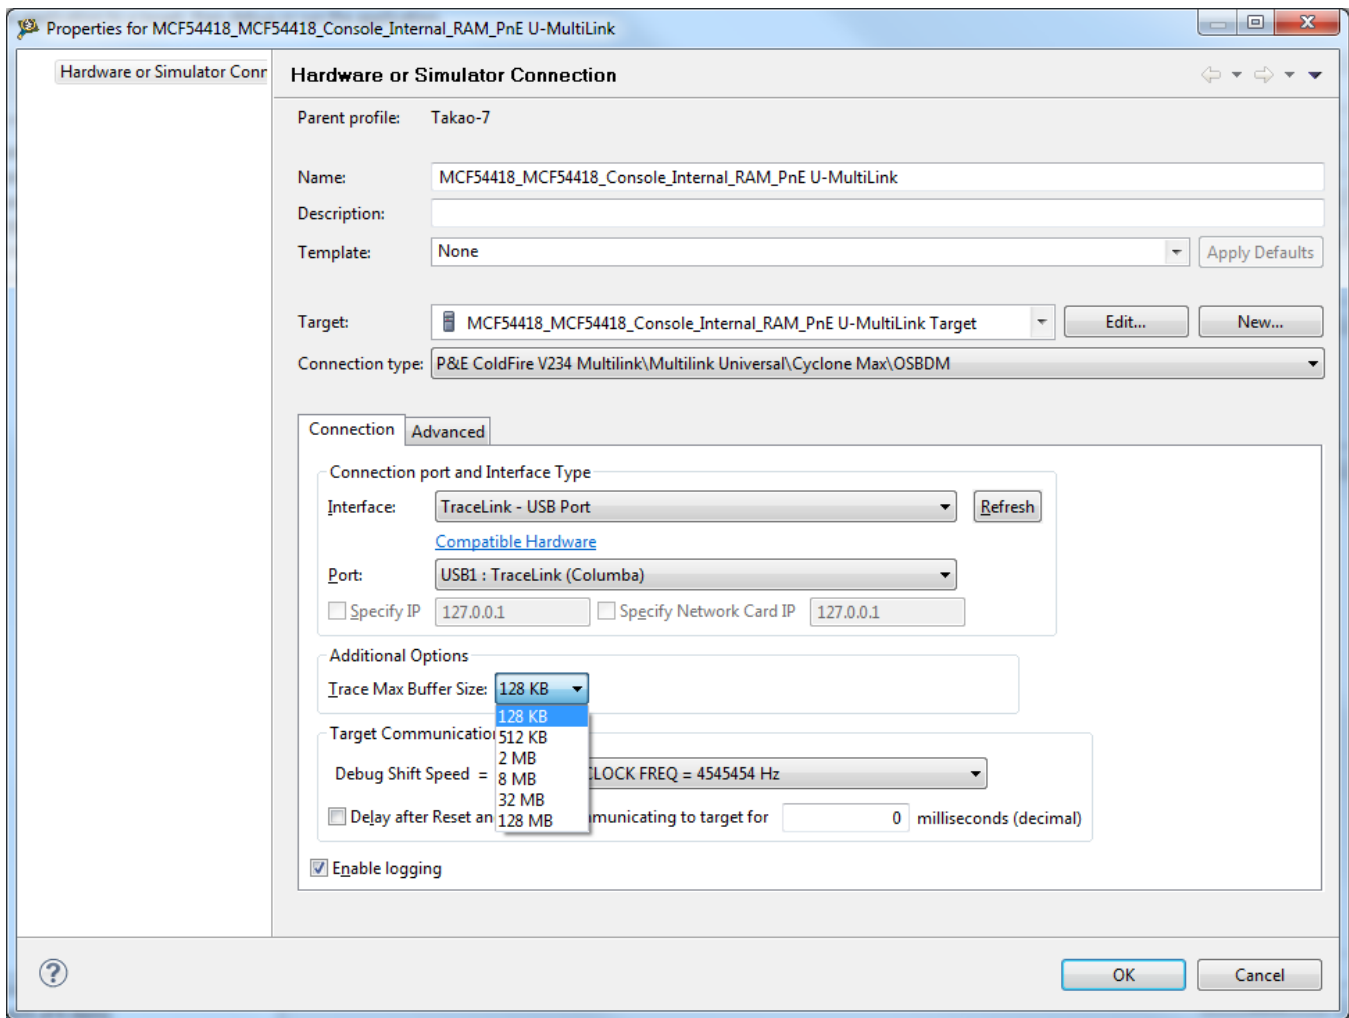 Properties for MCF54418_MCF54418_Console_Internal_RAM_PnE U-MultiLink
Hardware or Simulator Conr
Hardware or Simulator Connection
Parent profile: Takao-7
Name: MCF54418_MCF54418_Console_Internal_RAM_PnE U-MultiLink
Description:
Template: None Apply Defaults
Target: MCF54418_MCF54418_Console_Internal_RAM_PnE U-MultiLink Target Edit... New...
Connection type: P&E ColdFire V234 Multilink\Multilink Universal\Cyclone Max\OSBDM
Connection Advanced
Connection port and Interface Type
Interface: TraceLink - USB Port Refresh
Compatible Hardware
Port: USB1 : TraceLink (Columba)
Specify IP 127.0.0.1 Specify Network Card IP 127.0.0.1
Additional Options
Trace Max Buffer Size: 128 KB
128 KB
Target Communication 512 KB
2 MB
Debug Shift Speed = 8 MB CLOCK FREQ = 4545454 Hz
32 MB
Delay after Reset an 128 MB municating to target for 0 milliseconds (decimal)
Enable logging
? OK Cancel